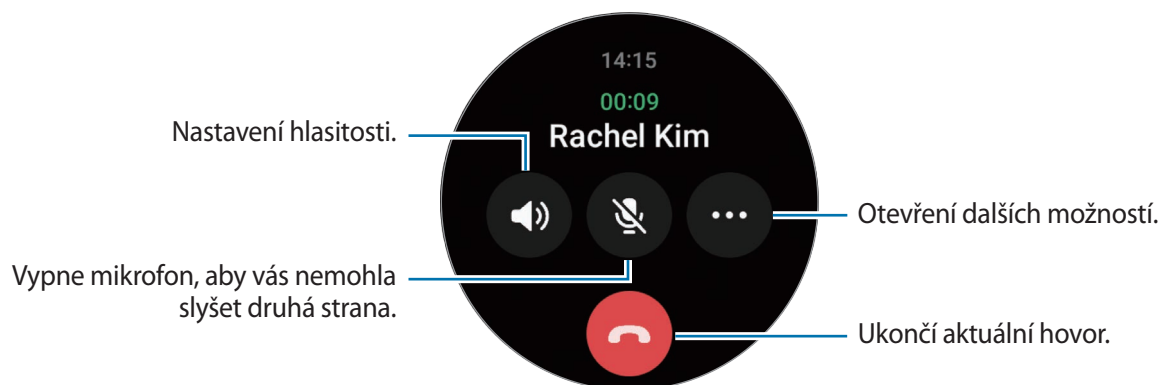 14:15
00:09
Rachel Kim
Nastavení hlasitosti.
Otevření dalších možností.
Vypne mikrofon, aby vás nemohla
slyšet druhá strana.
Ukončí aktuální hovor.